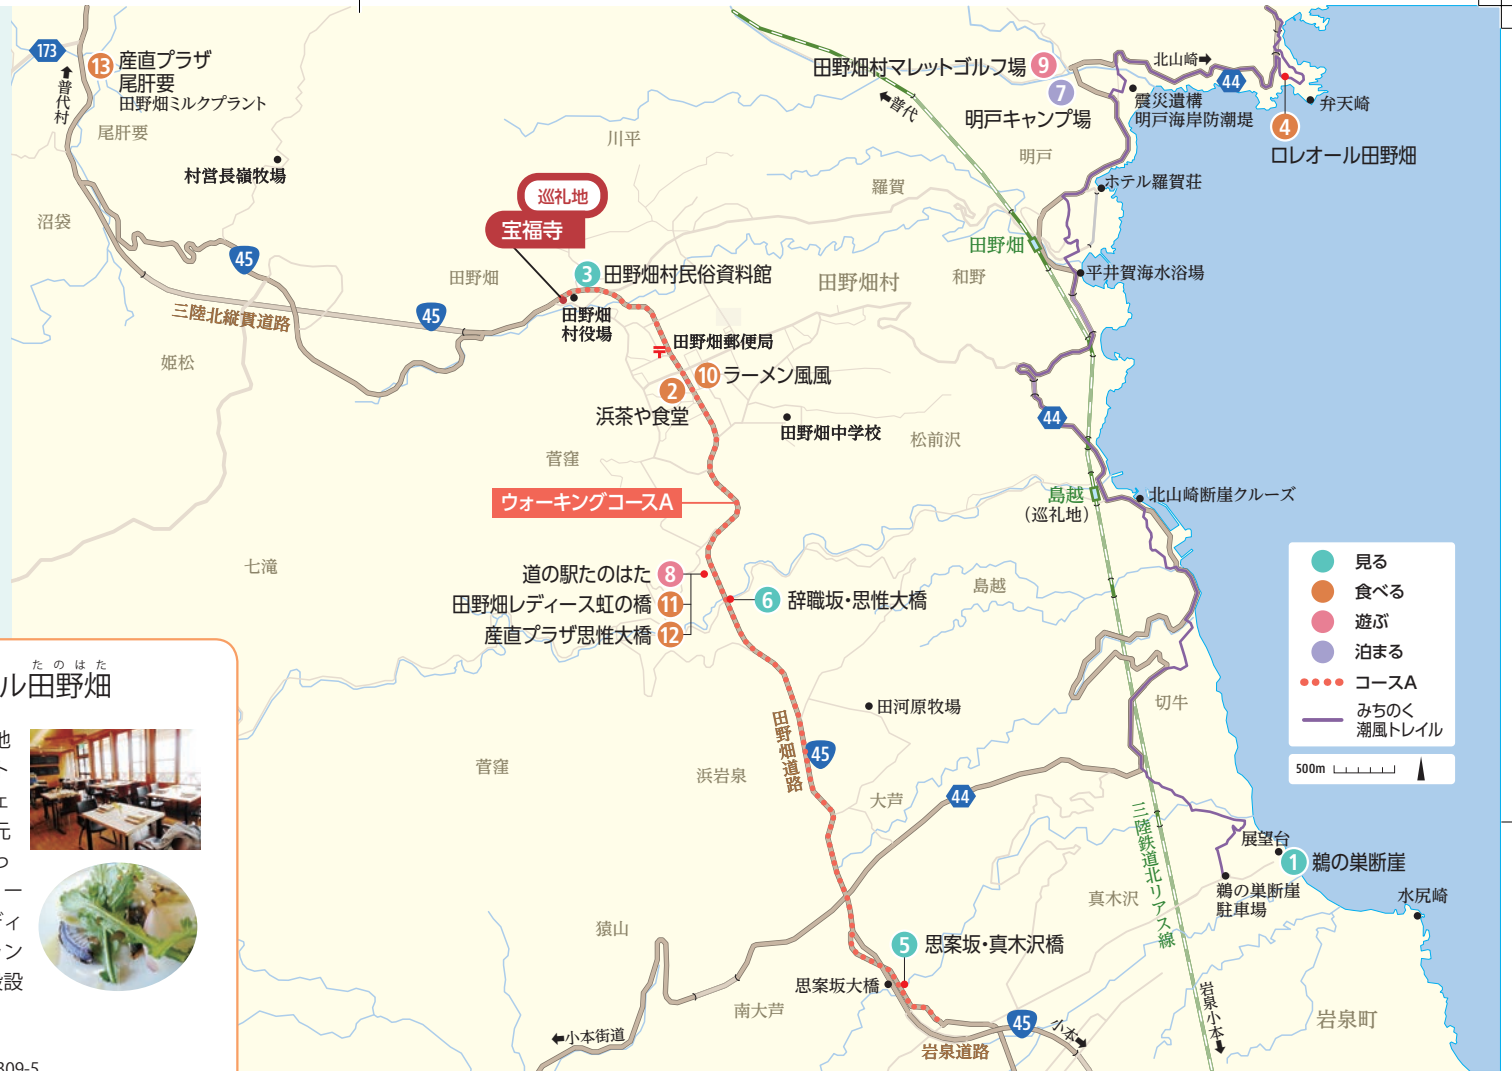 173
13
産直プラザ
尾肝要
田野畑ミルクプラント
普代村
尾肝要
村営長嶺牧場
沼袋
45
三陸北縦貫道路
45
姫松
田野畑
川平
巡礼地
宝福寺
3 田野畑村民俗資料館
田野畑
村役場
田野畑郵便局
10 ラーメン風風
2
浜茶や食堂
田野畑中学校
菅窪
ウォーキングコースA
七滝
道の駅たのはた 8
田野畑レディース虹の橋 11
産直プラザ思惟大橋 12
6 辞職坂・思惟大橋
田野畑村マレットゴルフ場 9
7
明戸キャンプ場
普代
北山崎
44
震災遺構
明戸海岸防潮堤
弁天崎
4
ロレオール田野畑
明戸
羅賀
ホテル羅賀荘
田野畑
平井賀海水浴場
田野畑村
和野
44
松前沢
島越
(巡礼地)
北山崎断崖クルーズ
島越
見る
食べる
遊ぶ
泊まる
コースA
みちのく
潮風トレイル
500m
切牛
田河原牧場
田野畑道路
45
菅窪
浜岩泉
大芦
44
三陸鉄道北リアス線
展望台
1 鵜の巣断崖
鵜の巣断崖
駐車場
水尻崎
真木沢
猿山
5 思案坂・真木沢橋
思案坂大橋
南大芦
小本街道
45
小本
岩泉道路
岩泉小本
岩泉町
たのはた
ル田野畑
地
ト
ェ
元
っ
ー
ディ
ン
設
309-5